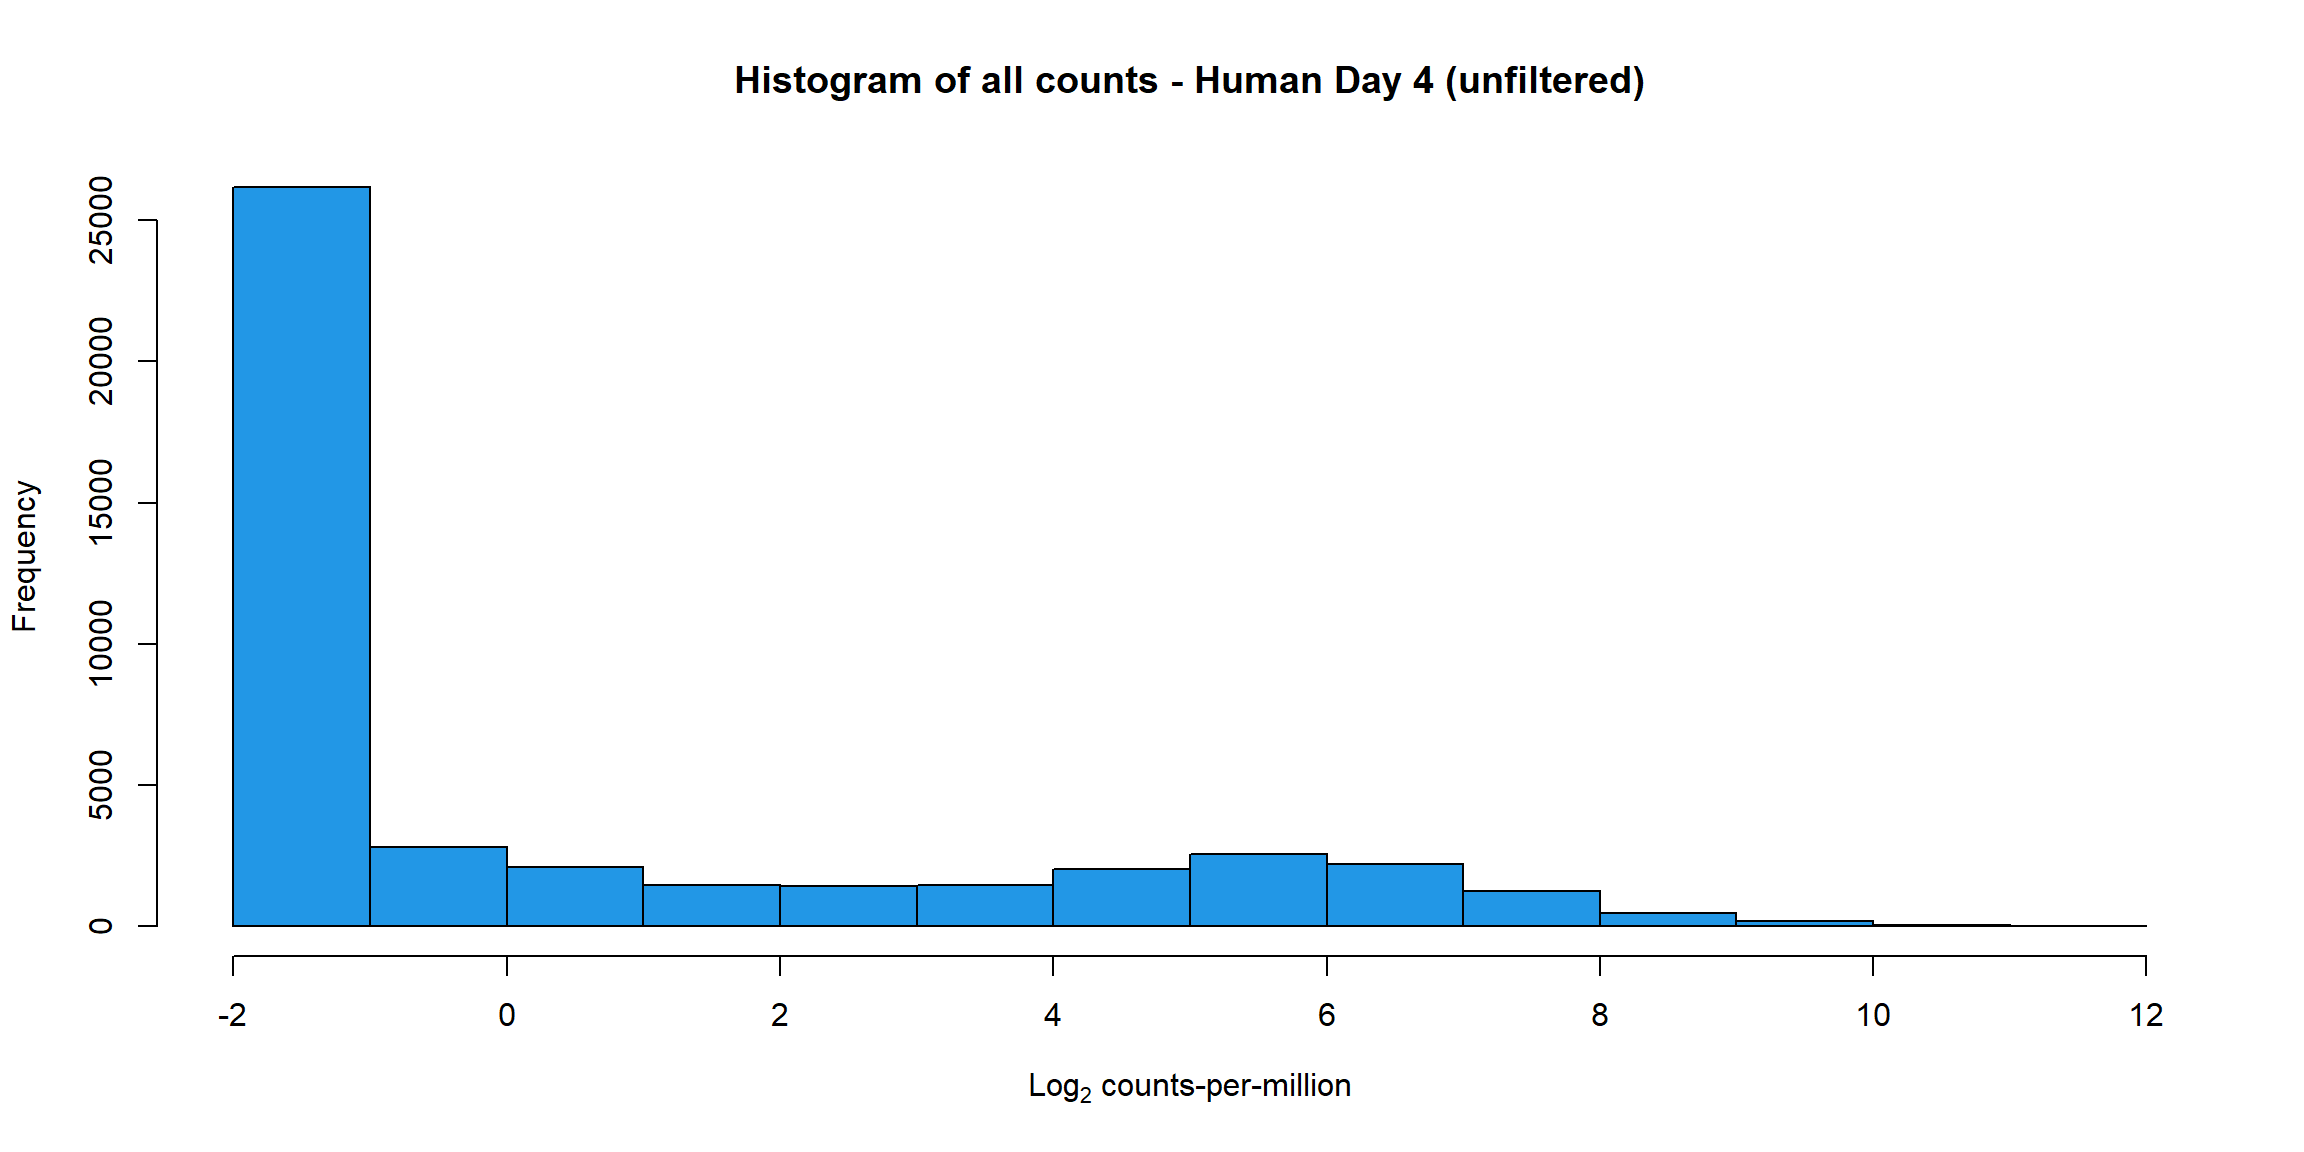 Histogram of all counts - Human Day 4 (unfiltered)
25000
20000
15000
10000
5000
0
Frequency
-2 0 2 4 6 8 10 12
Log₂ counts-per-million